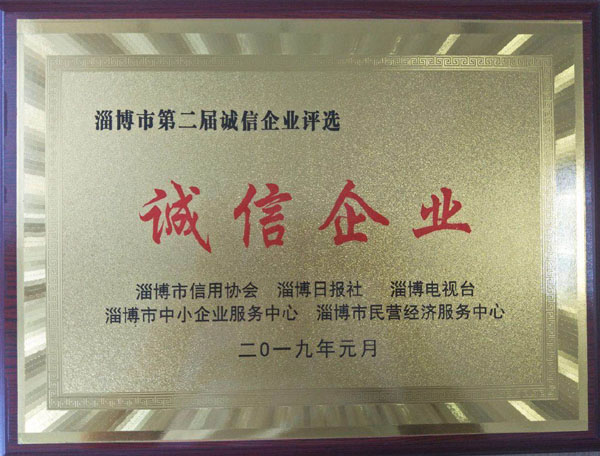 淄博市第二届诚信企业评选
诚信企业
淄博市信用协会 淄博日报社 淄博电视台
淄博市中小企业服务中心 淄博市民营经济服务中心
二〇一九年元月